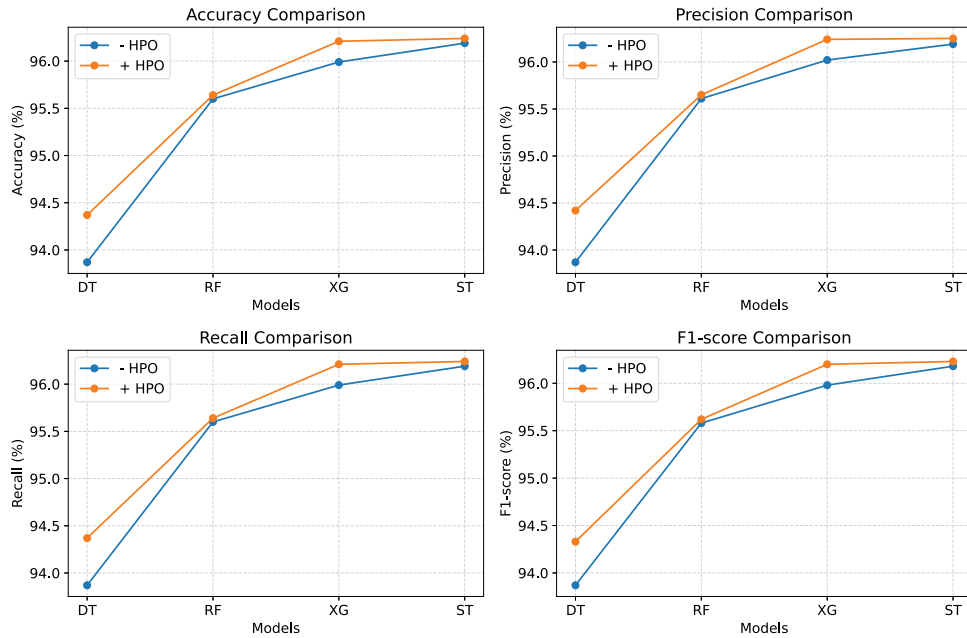 Accuracy Comparison
- HPO
+ HPO
Accuracy (%)
96.0
95.5
95.0
94.5
94.0
DT RF XG ST
Models
Precision Comparison
- HPO
+ HPO
Precision (%)
96.0
95.5
95.0
94.5
94.0
DT RF XG ST
Models
Recall Comparison
- HPO
+ HPO
Recall (%)
96.0
95.5
95.0
94.5
94.0
DT RF XG ST
Models
F1-score Comparison
- HPO
+ HPO
F1-score (%)
96.0
95.5
95.0
94.5
94.0
DT RF XG ST
Models